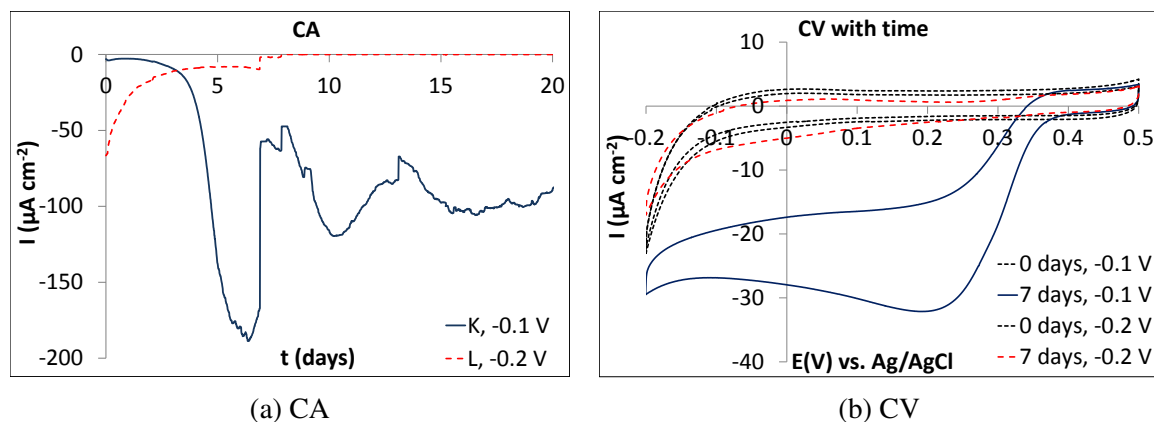 CA
0
-50
-100
-150
-200
I (µA cm⁻²)
0 5 10 15 20
K, -0.1 V
L, -0.2 V
t (days)
(a) CA
CV with time
10
0
-10
-20
-30
-40
I (µA cm⁻²)
-0.2 -0.1 0 0.1 0.2 0.3 0.4 0.5
0 days, -0.1 V
7 days, -0.1 V
0 days, -0.2 V
7 days, -0.2 V
E(V) vs. Ag/AgCl
(b) CV